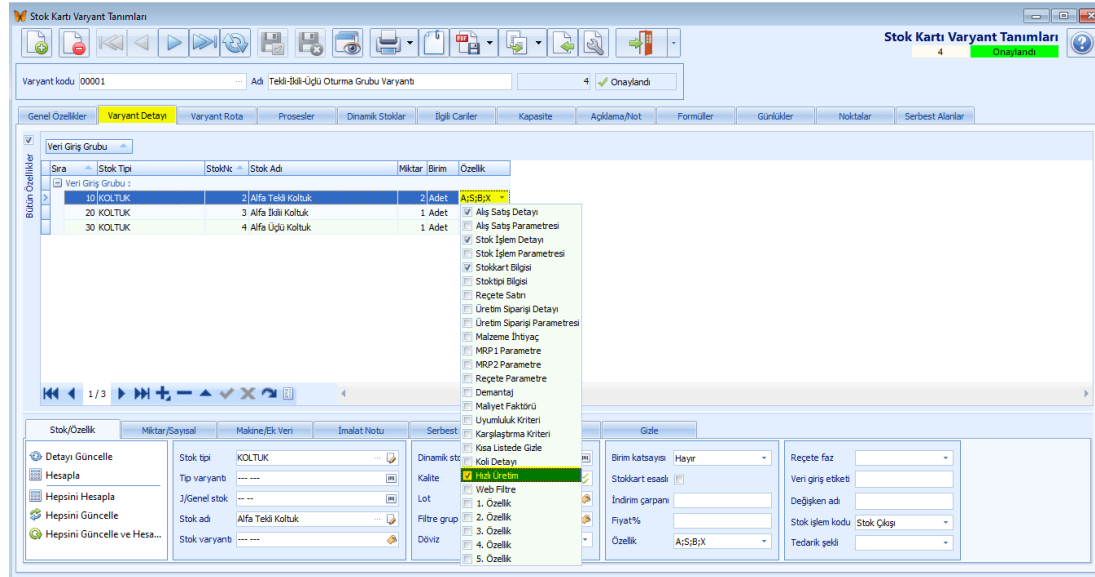 Stok Kartı Varyant Tanımları
Stok Kartı Varyant Tanımları
4 Onaylandı
Varyant kodu 00001 Adı Tekli-İkili-Üçlü Oturma Grubu Varyantı 4 Onaylandı
Genel Özellikler Varyant Detayı Varyant Rota Prosesler Dinamik Stoklar İlgili Cariler Kapasite Açıklama/Not Formüller Günlükler Noktalar Serbest Alanlar
Bütün Özellikler
Veri Giriş Grubu
Sıra Stok Tipi StokNo Stok Adı Miktar Birim Özellik
Veri Giriş Grubu :
10 KOLTUK 2 Alfa Tekli Koltuk 2 Adet A;S;B;X
20 KOLTUK 3 Alfa İkili Koltuk 1 Adet
30 KOLTUK 4 Alfa Üçlü Koltuk 1 Adet
Alış Satış Detayı
Alış Satış Parametresi
Stok İşlem Detayı
Stok İşlem Parametresi
Stokkart Bilgisi
Stoktipi Bilgisi
Reçete Satırı
Üretim Siparişi Detayı
Üretim Siparişi Parametresi
Malzeme İhtiyaç
MRP1 Parametre
MRP2 Parametre
Reçete Parametre
Demantaj
Maliyet Faktörü
Uyumluluk Kriteri
Karşılaştırma Kriteri
Kısa Listede Gizle
Koli Detayı
Hızlı Üretim
Web Filtre
1. Özellik
2. Özellik
3. Özellik
4. Özellik
5. Özellik
1/3
Stok/Özellik Miktar/Sayısal Makine/Ek Veri İmalat Notu Serbest Gizle
Detayı Güncelle
Hesapla
Hepsini Hesapla
Hepsini Güncelle
Hepsini Güncelle ve Hesa...
Stok tipi KOLTUK
Tip varyantı --- ---
J/Genel stok -- --
Stok adı Alfa Tekli Koltuk
Stok varyantı --- ---
Dinamik sto
Kalite
Lot
Filtre grup
Döviz
Birim katsayısı Hayır
Stokkart esaslı
İndirim çarpanı
Fiyat%
Özellik A;S;B;X
Reçete faz
Veri giriş etiketi
Değişken adı
Stok işlem kodu Stok Çıkışı
Tedarik şekli